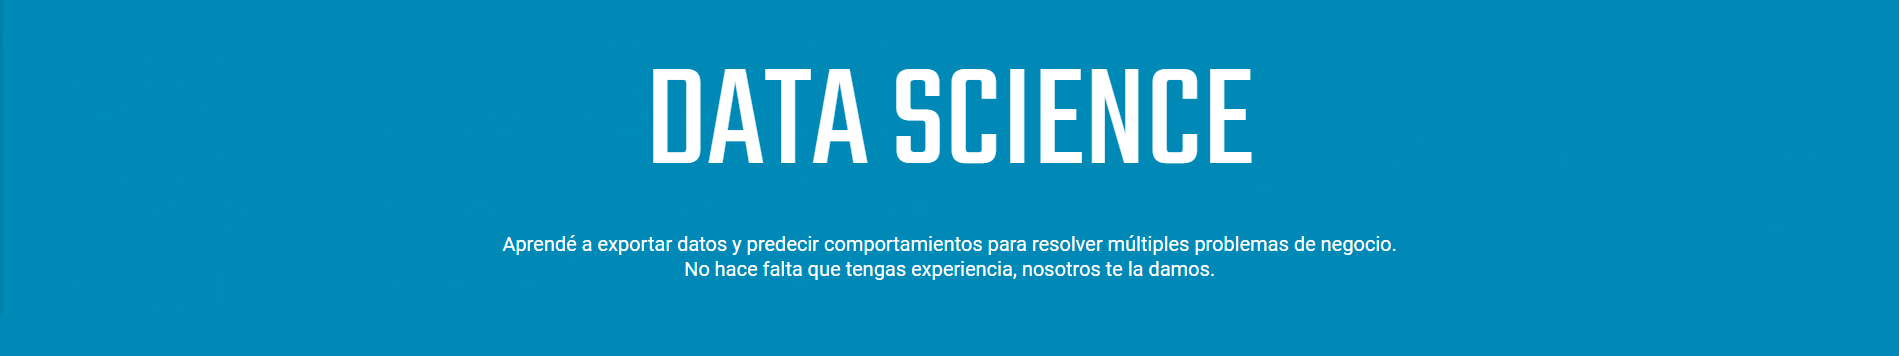 DATA SCIENCE
Aprendé a exportar datos y predecir comportamientos para resolver múltiples problemas de negocio.
No hace falta que tengas experiencia, nosotros te la damos.